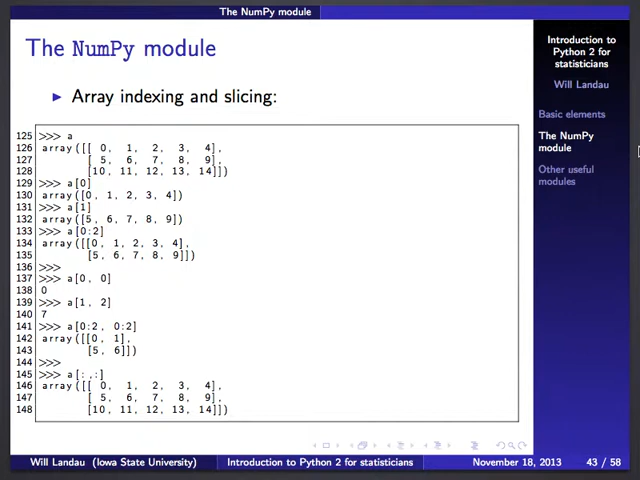 The NumPy module
The NumPy module
▶ Array indexing and slicing:
125 >>> a
126 array([[ 0, 1, 2, 3, 4],
127 [ 5, 6, 7, 8, 9],
128 [10, 11, 12, 13, 14]])
129 >>> a[0]
130 array([0, 1, 2, 3, 4])
131 >>> a[1]
132 array([5, 6, 7, 8, 9])
133 >>> a[0:2]
134 array([[0, 1, 2, 3, 4],
135 [5, 6, 7, 8, 9]])
136 >>>
137 >>> a[0, 0]
138 0
139 >>> a[1, 2]
140 7
141 >>> a[0:2, 0:2]
142 array([[0, 1],
143 [5, 6]])
144 >>>
145 >>> a[:,:]
146 array([[ 0, 1, 2, 3, 4],
147 [ 5, 6, 7, 8, 9],
148 [10, 11, 12, 13, 14]])
Introduction to
Python 2 for
statisticians
Will Landau
Basic elements
The NumPy
module
Other useful
modules
Will Landau (Iowa State University) Introduction to Python 2 for statisticians November 18, 2013 43 / 58